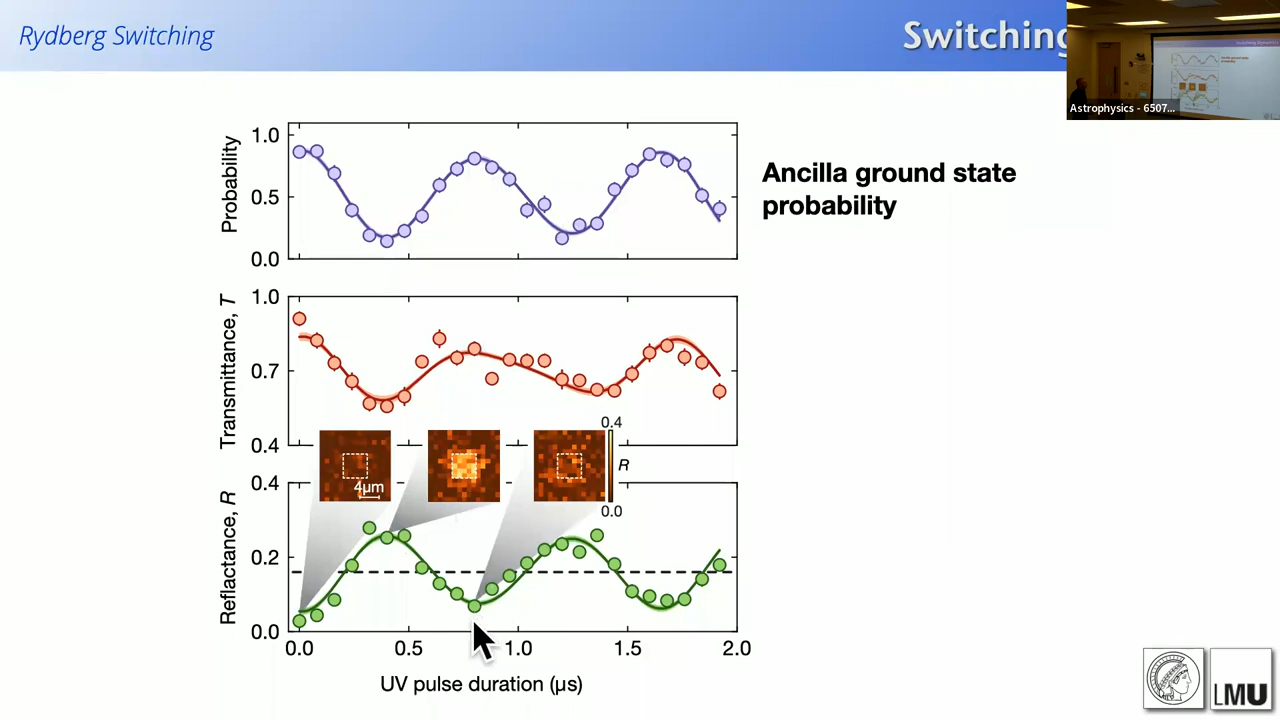 Rydberg Switching
Switching
Astrophysics - 6507...
Ancilla ground state
probability
Probability
1.0
0.5
0.0
Transmittance, T
1.0
0.7
0.4
0.4
R
0.0
4μm
Reflactance, R
0.4
0.2
0.0
0.0
0.5
1.0
1.5
2.0
UV pulse duration (μs)
LMU